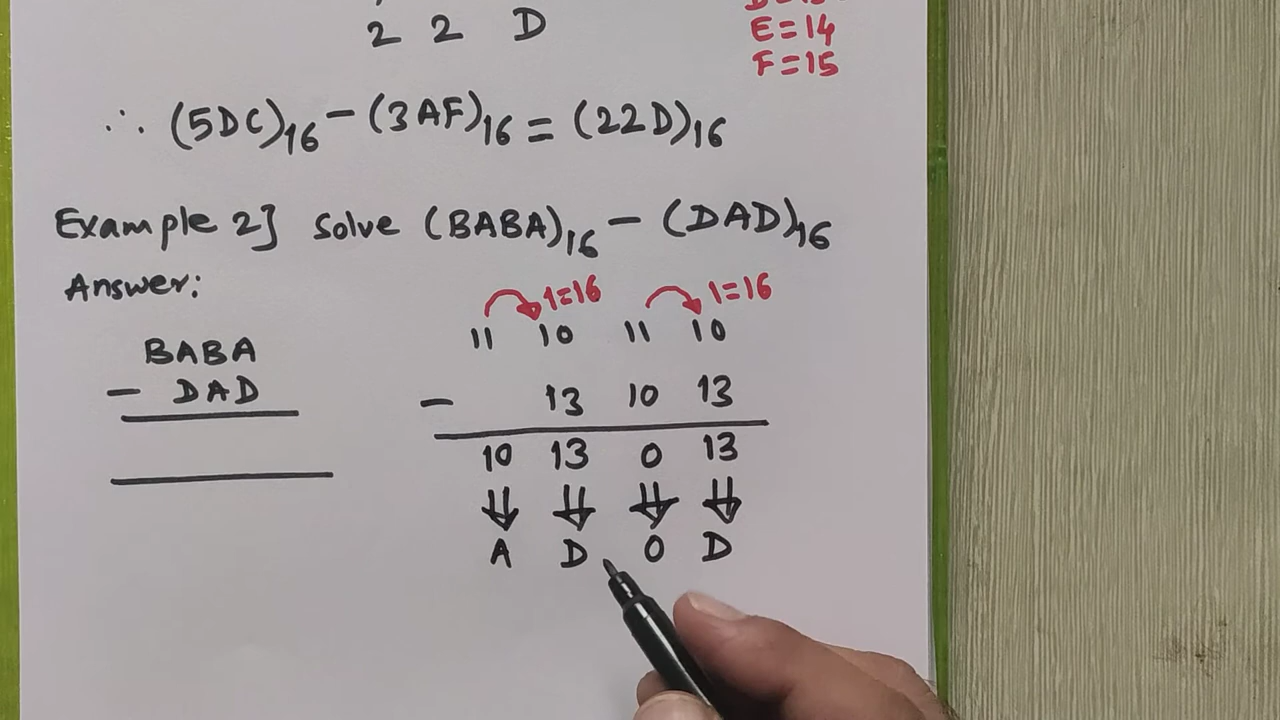 2 2 D
E=14
F=15
∴ (5DC)₁₆ − (3AF)₁₆ = (22D)₁₆
Example 2] Solve (BABA)₁₆ − (DAD)₁₆
Answer:
1=16 1=16
11 10 11 10
BABA
− DAD
− 13 10 13
10 13 0 13
A D 0 D